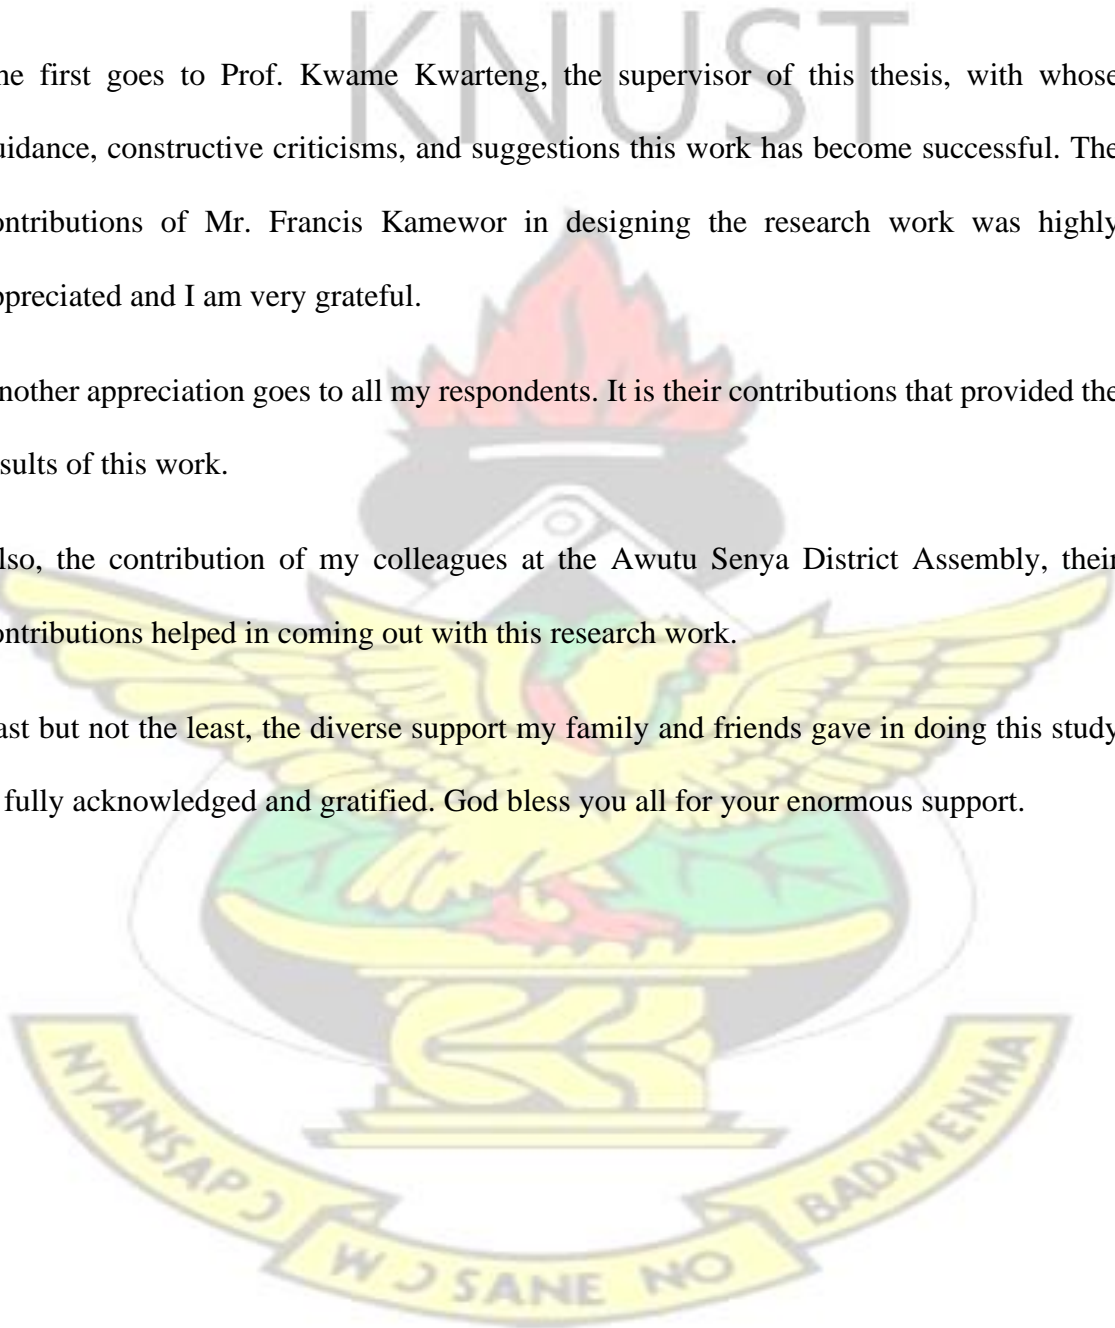 KNUST
he first goes to Prof. Kwame Kwarteng, the supervisor of this thesis, with whose
uidance, constructive criticisms, and suggestions this work has become successful. The
ontributions of Mr. Francis Kamewor in designing the research work was highly
ppreciated and I am very grateful.
nother appreciation goes to all my respondents. It is their contributions that provided the
sults of this work.
lso, the contribution of my colleagues at the Awutu Senya District Assembly, their
ontributions helped in coming out with this research work.
ast but not the least, the diverse support my family and friends gave in doing this study
fully acknowledged and gratified. God bless you all for your enormous support.
NYANSAPƆ
WƆSANE NO
BADWENMA